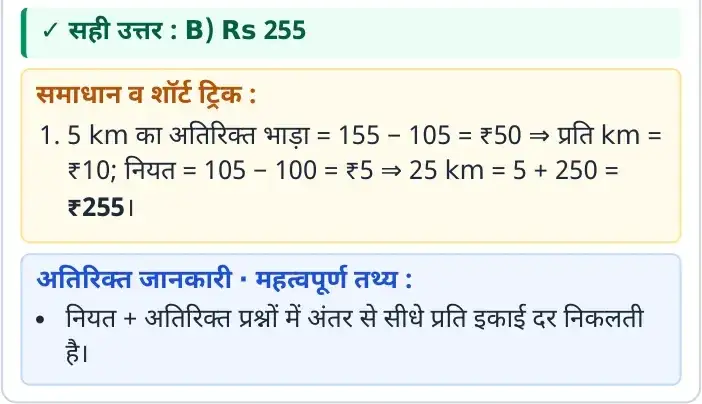 ✓ सही उत्तर : B) Rs 255
समाधान व शॉर्ट ट्रिक :
1. 5 km का अतिरिक्त भाड़ा = 155 − 105 = ₹50 ⇒ प्रति km =
₹10; नियत = 105 − 100 = ₹5 ⇒ 25 km = 5 + 250 =
₹255।
अतिरिक्त जानकारी · महत्वपूर्ण तथ्य :
• नियत + अतिरिक्त प्रश्नों में अंतर से सीधे प्रति इकाई दर निकलती
है।